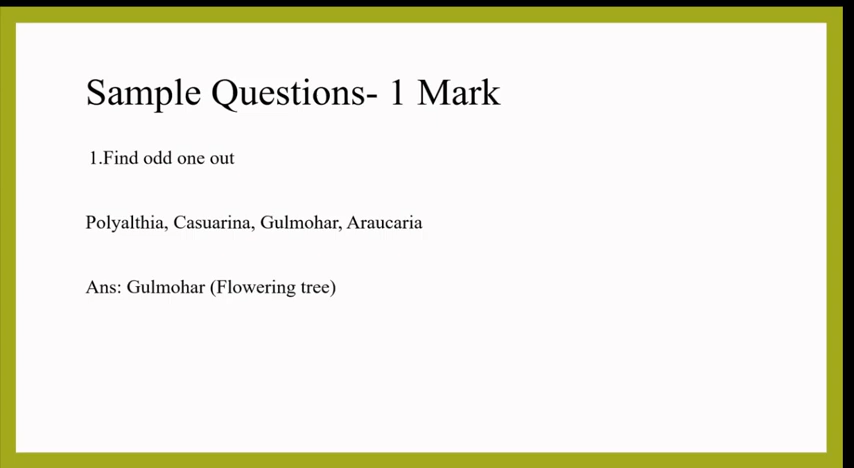 Sample Questions- 1 Mark
1.Find odd one out
Polyalthia, Casuarina, Gulmohar, Araucaria
Ans: Gulmohar (Flowering tree)